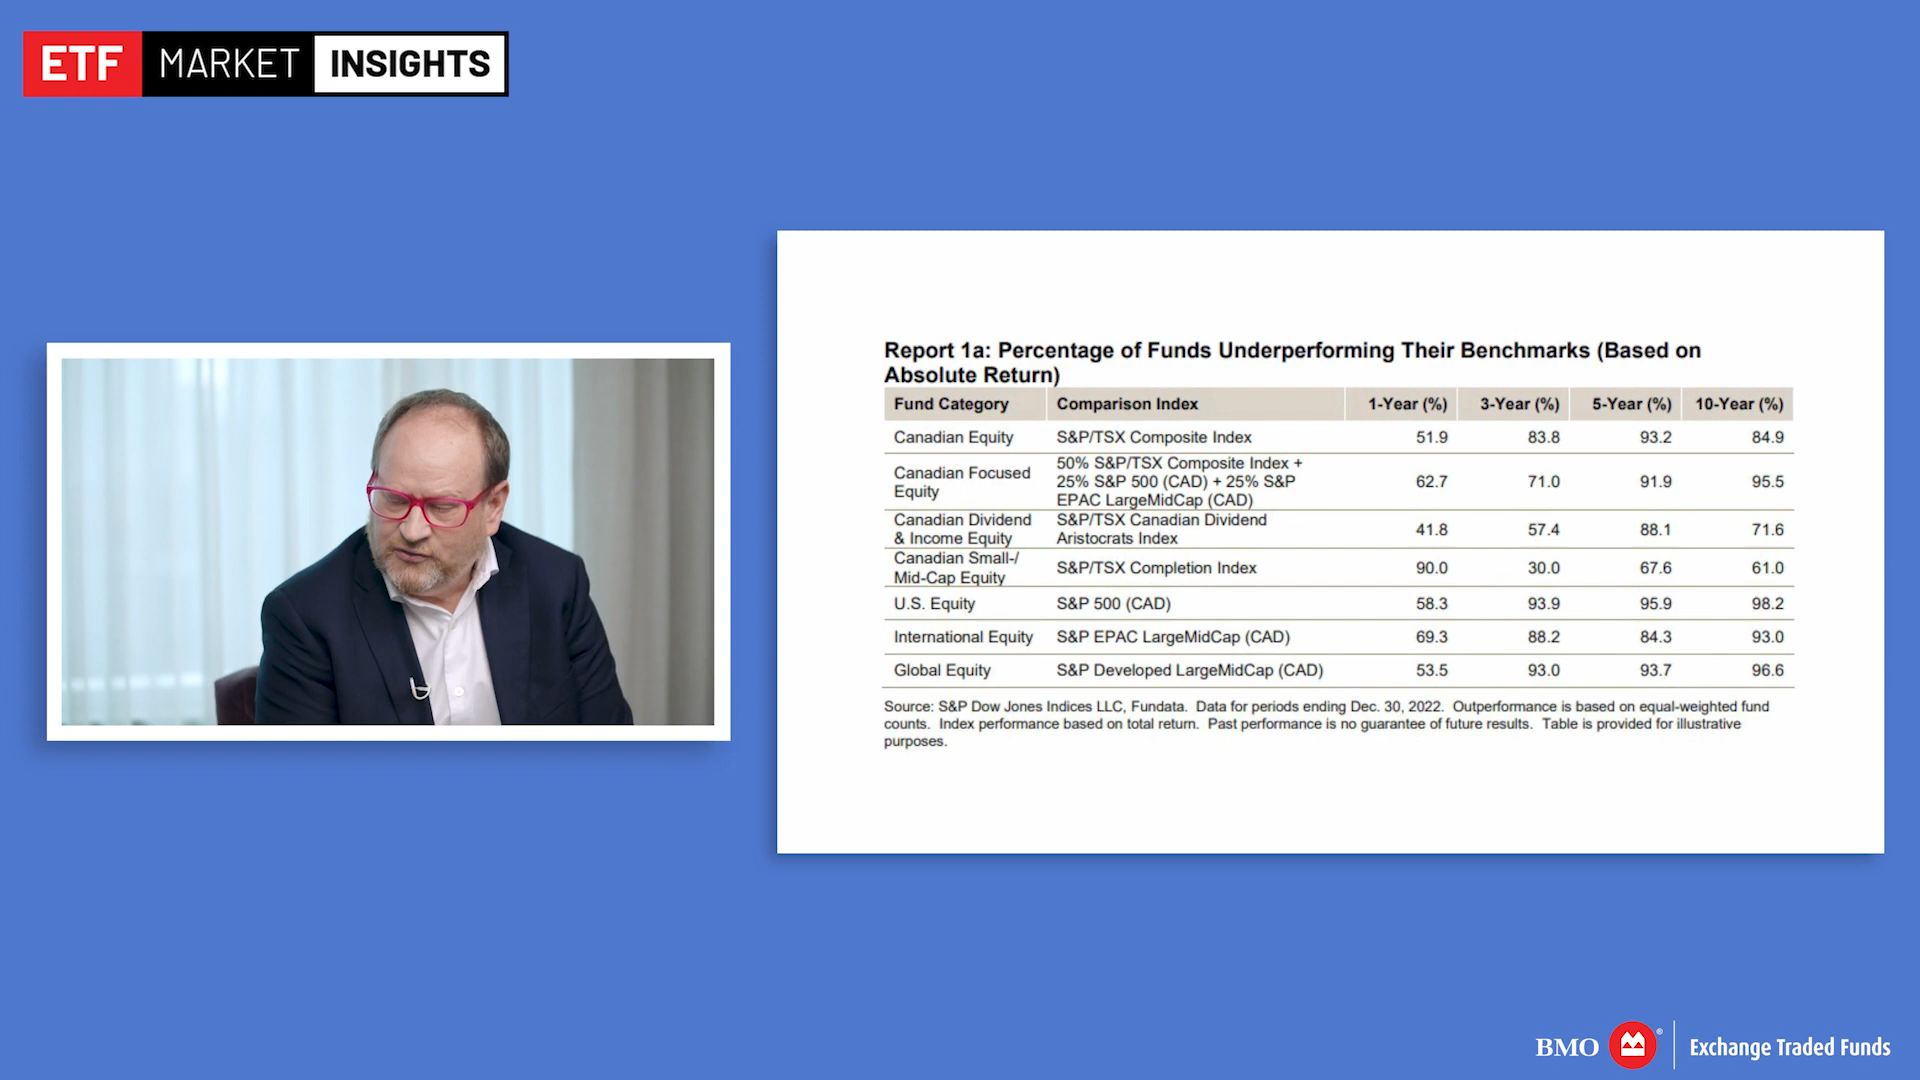 ETF MARKET INSIGHTS
Report 1a: Percentage of Funds Underperforming Their Benchmarks (Based on
Absolute Return)
Fund Category Comparison Index 1-Year (%) 3-Year (%) 5-Year (%) 10-Year (%)
Canadian Equity S&P/TSX Composite Index 51.9 83.8 93.2 84.9
Canadian Focused
Equity
50% S&P/TSX Composite Index +
25% S&P 500 (CAD) + 25% S&P
EPAC LargeMidCap (CAD)
62.7 71.0 91.9 95.5
Canadian Dividend
& Income Equity
S&P/TSX Canadian Dividend
Aristocrats Index
41.8 57.4 88.1 71.6
Canadian Small-/
Mid-Cap Equity
S&P/TSX Completion Index 90.0 30.0 67.6 61.0
U.S. Equity S&P 500 (CAD) 58.3 93.9 95.9 98.2
International Equity S&P EPAC LargeMidCap (CAD) 69.3 88.2 84.3 93.0
Global Equity S&P Developed LargeMidCap (CAD) 53.5 93.0 93.7 96.6
Source: S&P Dow Jones Indices LLC, Fundata. Data for periods ending Dec. 30, 2022. Outperformance is based on equal-weighted fund
counts. Index performance based on total return. Past performance is no guarantee of future results. Table is provided for illustrative
purposes.
BMO ® Exchange Traded Funds